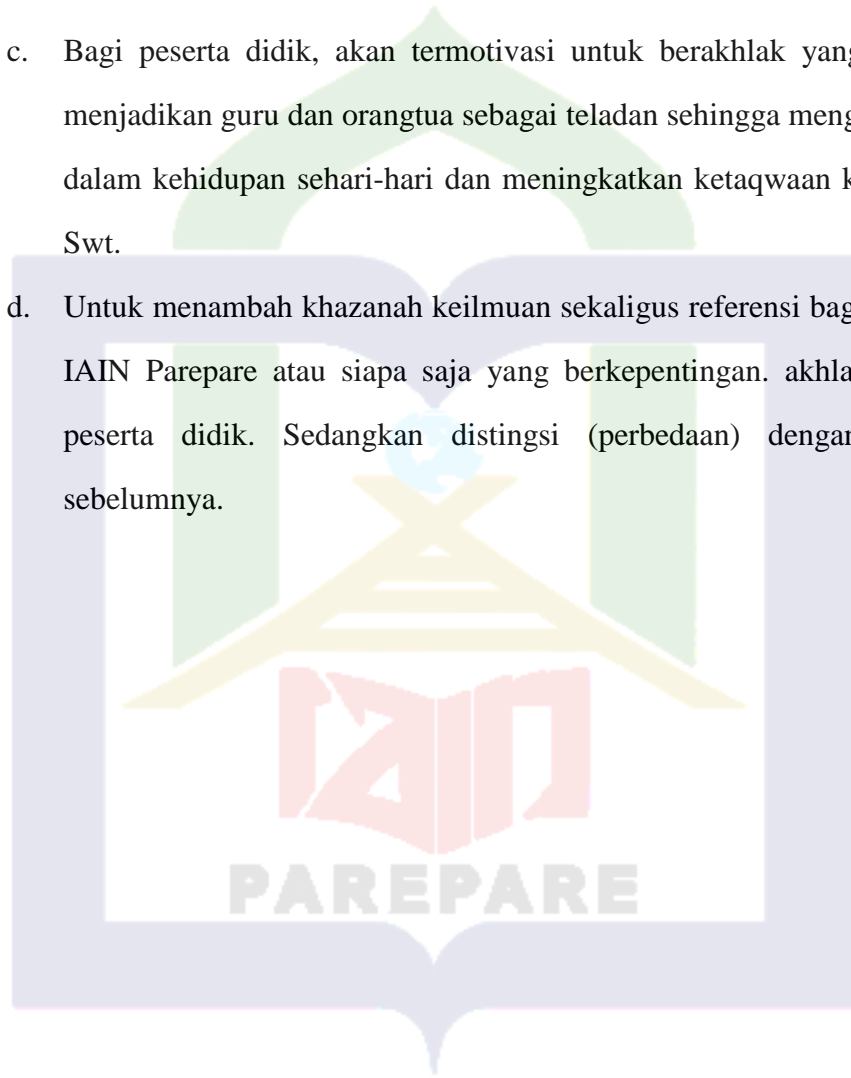 c. Bagi peserta didik, akan termotivasi untuk berakhlak yang
menjadikan guru dan orangtua sebagai teladan sehingga meng
dalam kehidupan sehari-hari dan meningkatkan ketaqwaan k
Swt.
d. Untuk menambah khazanah keilmuan sekaligus referensi bag
IAIN Parepare atau siapa saja yang berkepentingan. akhla
peserta didik. Sedangkan distingsi (perbedaan) dengan
sebelumnya.
iain
PAREPARE